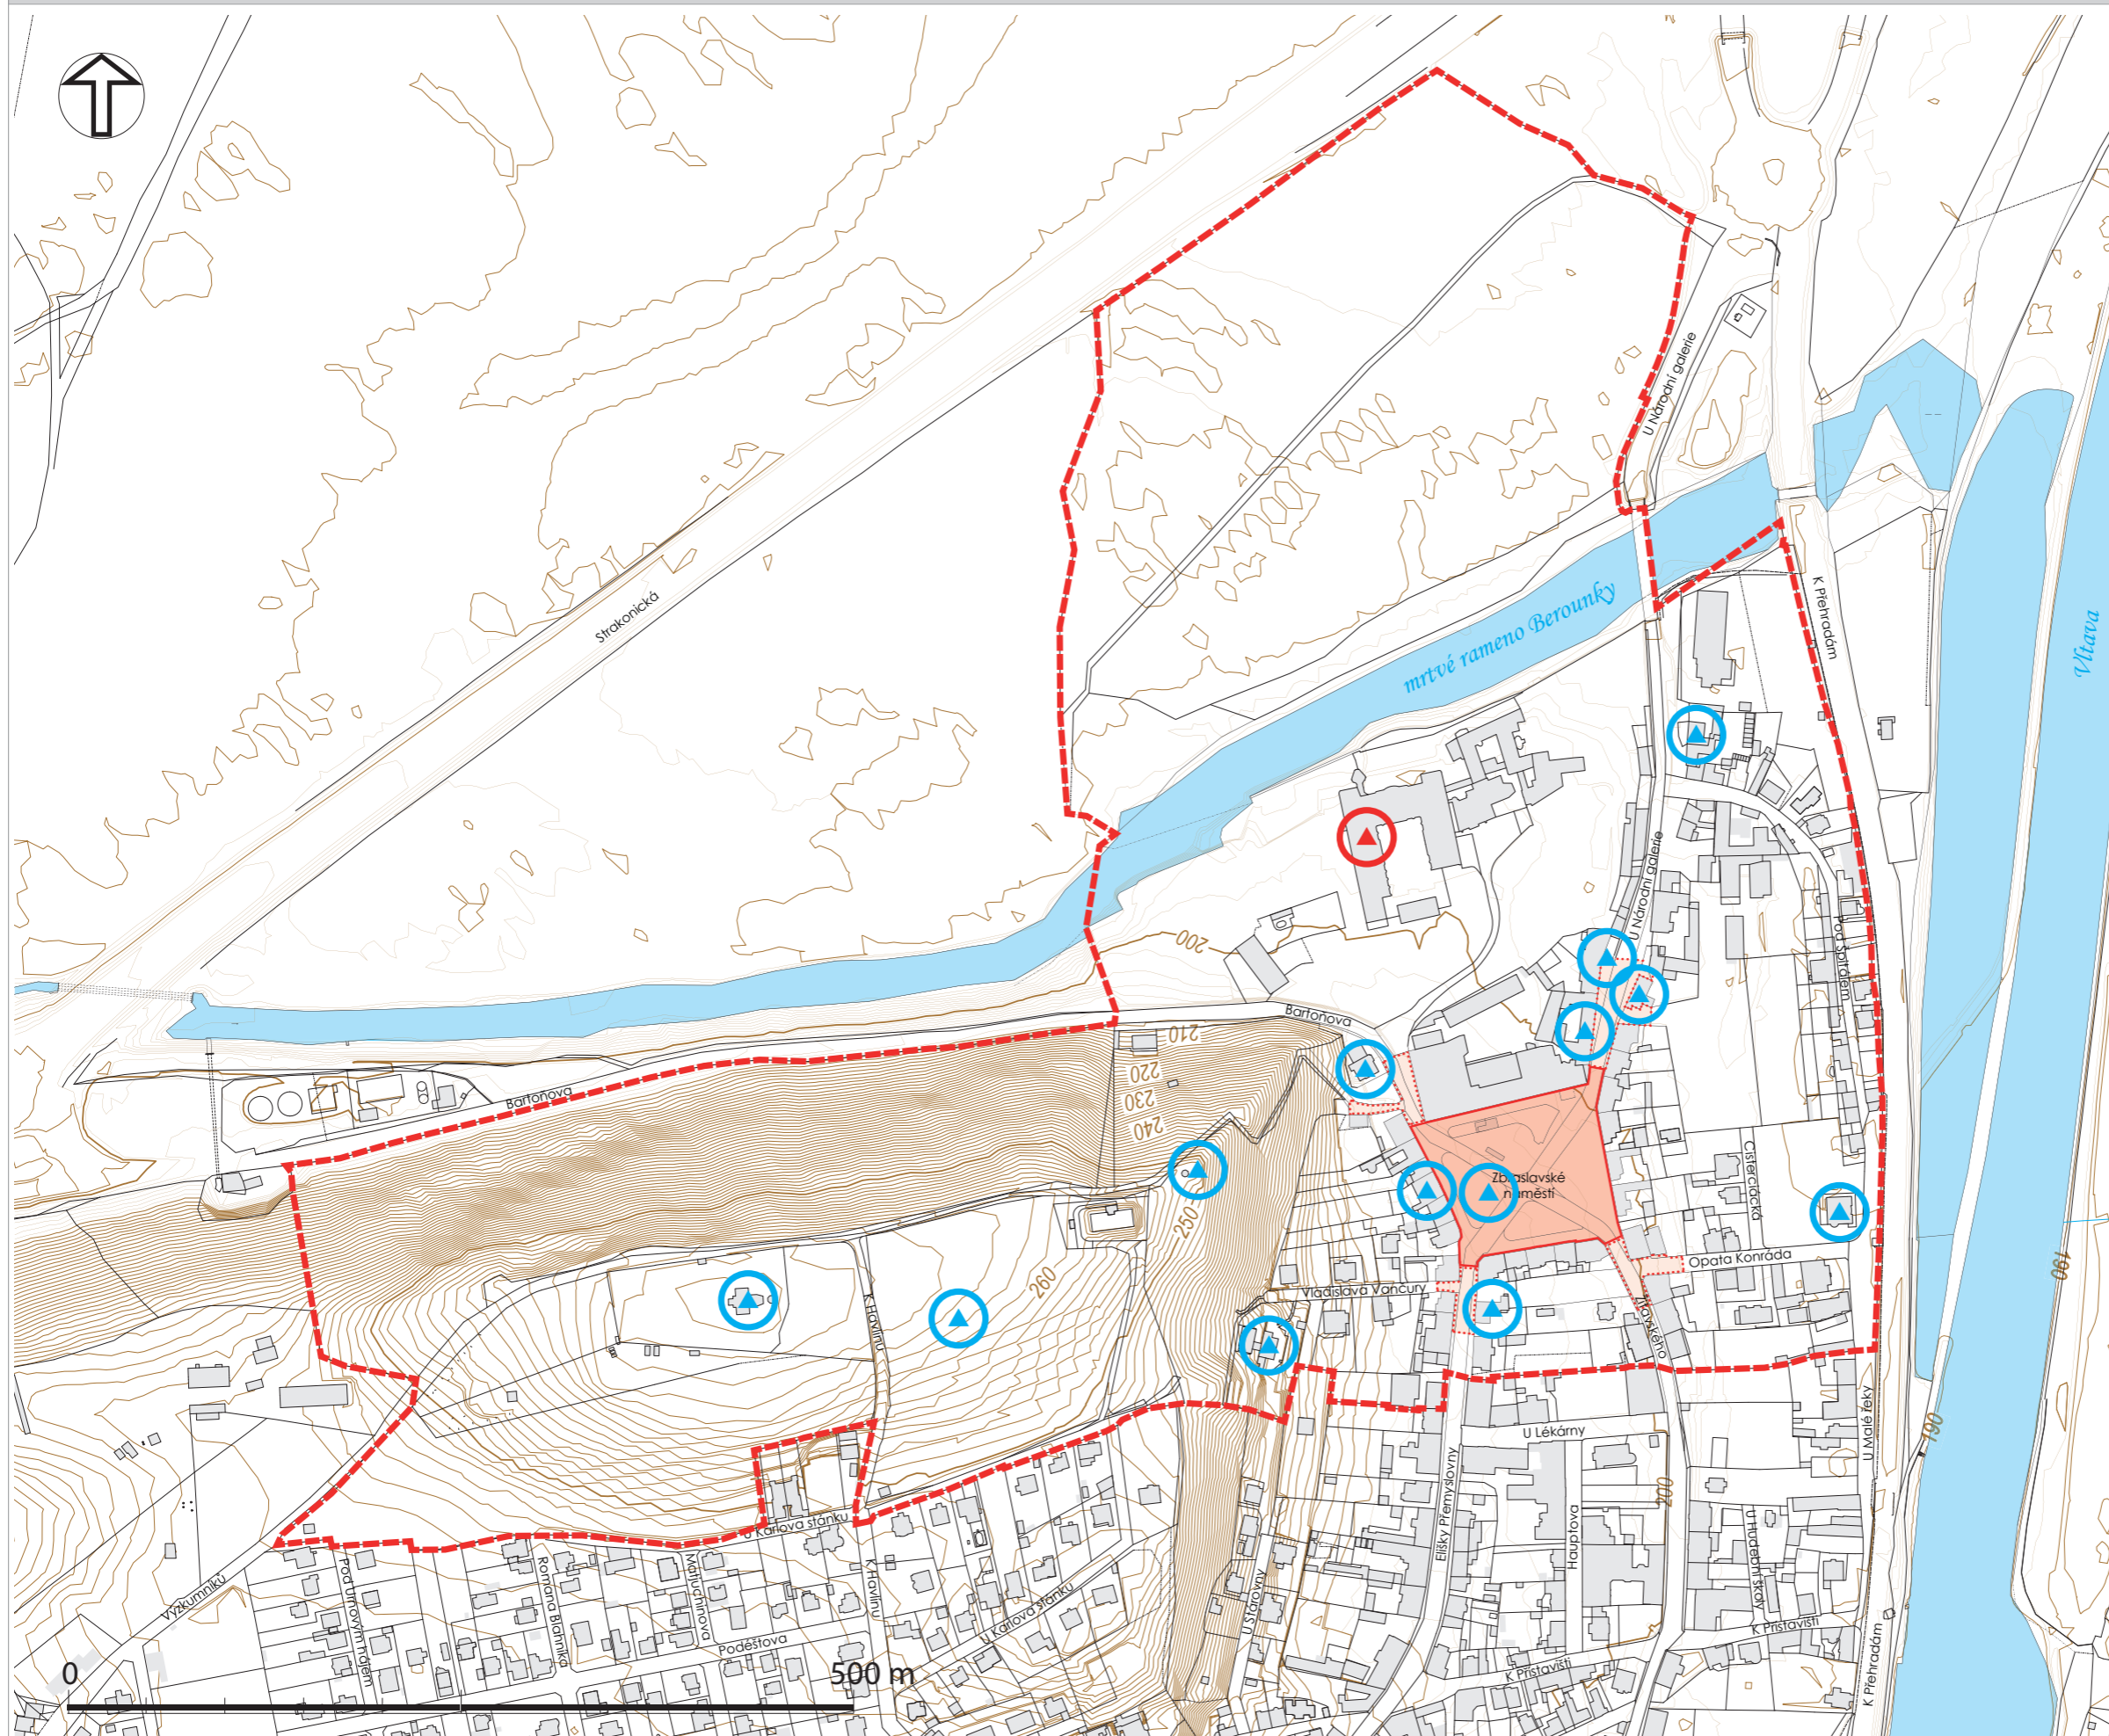 U Národní galerie
Strakonická
mrtvé rameno Berounky
K Přehradám
Vltava
U Národní galerie
Pod Špitálem
200
Bartoňova
210
220
230
240
Bartoňova
250
260
Zbraslavské
náměstí
Cisterciácká
Opata Konráda
190
Vladislava Vančury
Žitavského
K Havlínu
U Malé řeky
190
U Lékárny
Elišky Přemyslovny
200
Hauptova
U Hudební školy
U Karlova stánku
Výzkumníků
Pod Urnovým hájem
Romana Blahníka
Matjuchinova
K Havlínu
U Karlova stánku
U Starovny
Poděštova
K Přístavišti
K Přístavišti
K Přehradám
0
500 m